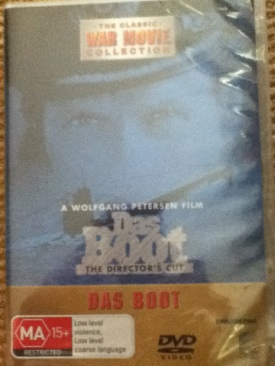 THE CLASSIC
WAR MOVIE
COLLECTION
A WOLFGANG PETERSEN FILM
Das
Boot
THE DIRECTOR'S CUT
DAS BOOT
MA 15+
RESTRICTED
Low level
violence,
Low level
coarse language
DVD
VIDEO